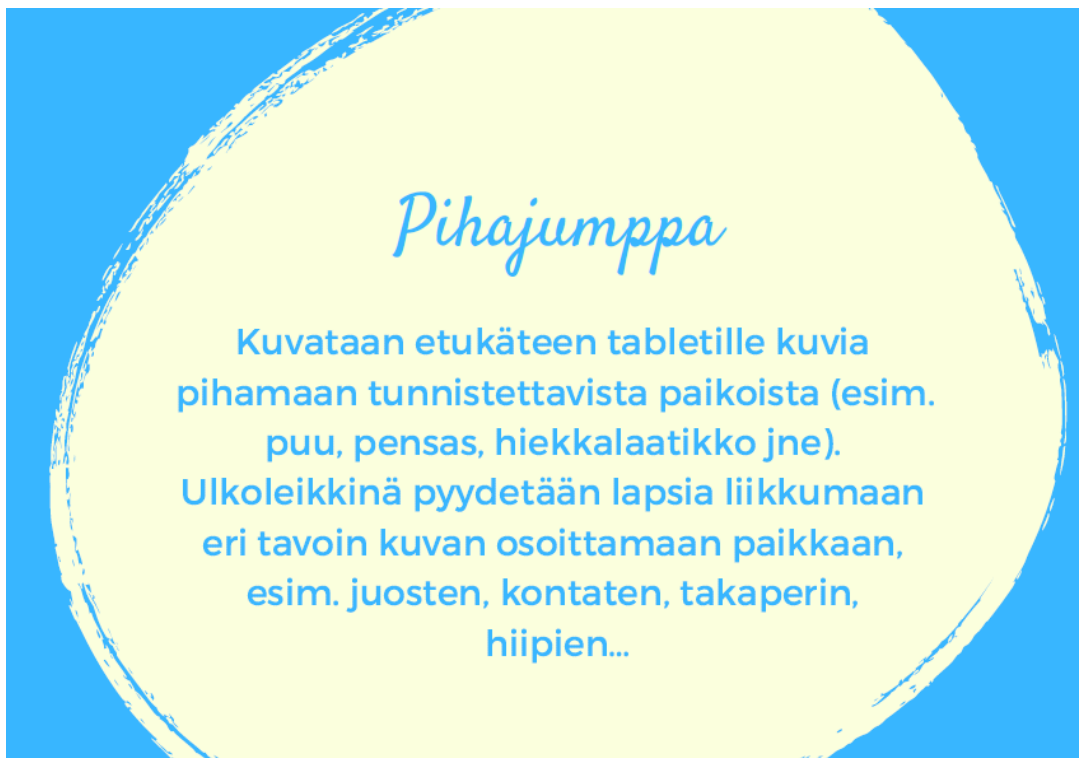 Pihajumppa
Kuvataan etukäteen tabletille kuvia
pihamaan tunnistettavista paikoista (esim.
puu, pensas, hiekkalaatikko jne).
Ulkoleikkinä pyydetään lapsia liikkumaan
eri tavoin kuvan osoittamaan paikkaan,
esim. juosten, kontaten, takaperin,
hiipien...